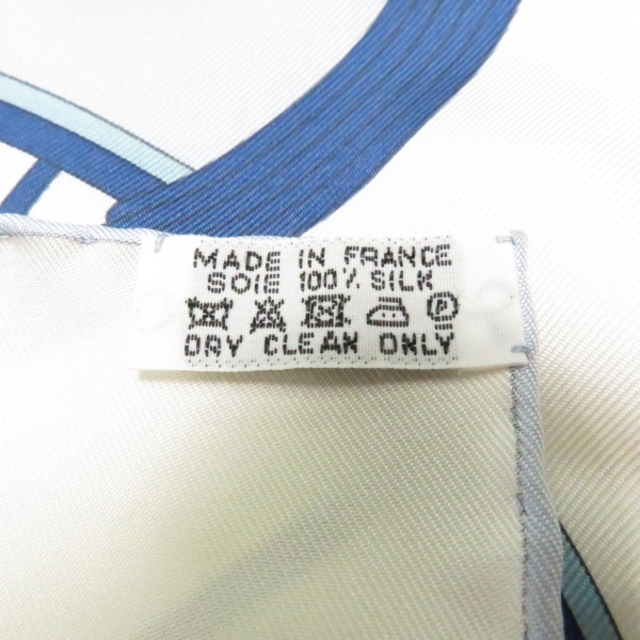 MADE IN FRANCE
SOIE 100% SILK
DRY CLEAN ONLY